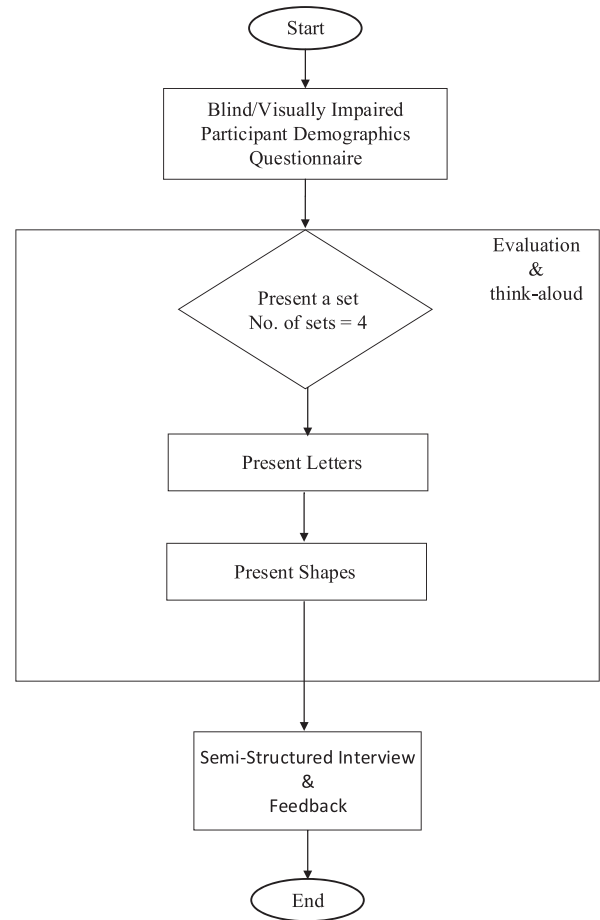 Start
Blind/Visually Impaired
Participant Demographics
Questionnaire
Evaluation
&
think-aloud
Present a set
No. of sets = 4
Present Letters
Present Shapes
Semi-Structured Interview
&
Feedback
End